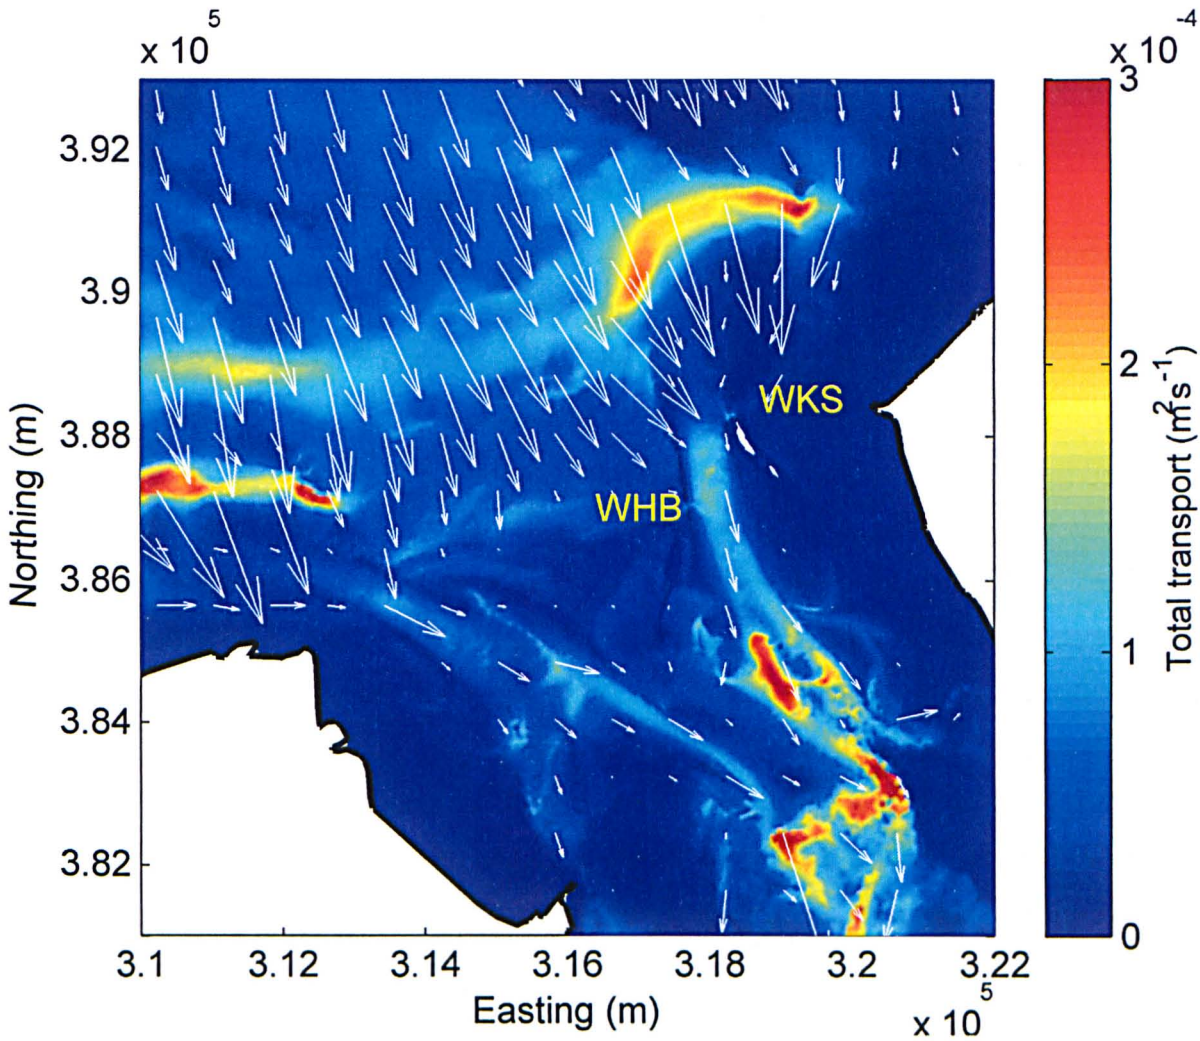 x 10^5
x 10^-4
3.92
3.9
3.88
3.86
3.84
3.82
Northing (m)
WKS
WHB
3
2
1
0
Total transport (m²s⁻¹)
3.1 3.12 3.14 3.16 3.18 3.2 3.22
Easting (m)
x 10^5